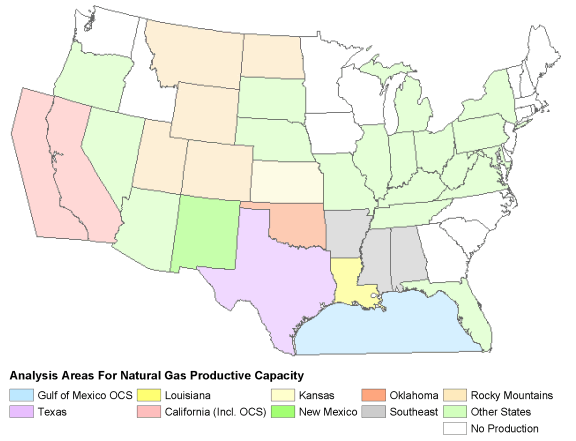 Analysis Areas For Natural Gas Productive Capacity
Gulf of Mexico OCS Louisiana Kansas Oklahoma Rocky Mountains
Texas California (Incl. OCS) New Mexico Southeast Other States
No Production